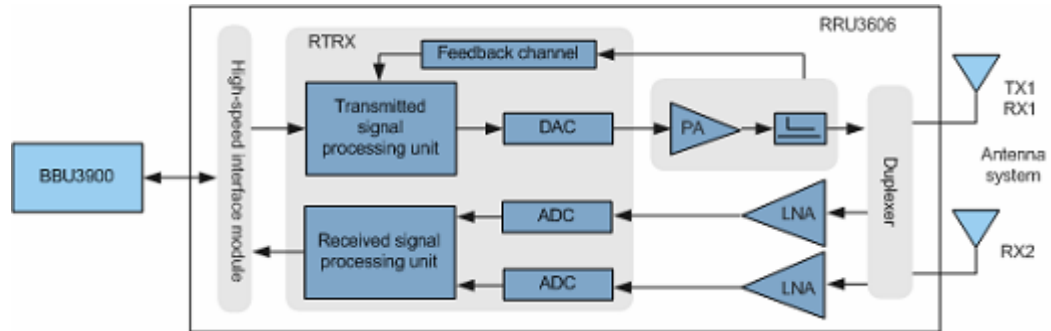 RRU3606
RTRX
Feedback channel
High-speed interface module
Transmitted
signal
processing unit
DAC
PA
TX1
RX1
BBU3900
Duplexer
Antenna
system
ADC
LNA
Received signal
processing unit
RX2
ADC
LNA